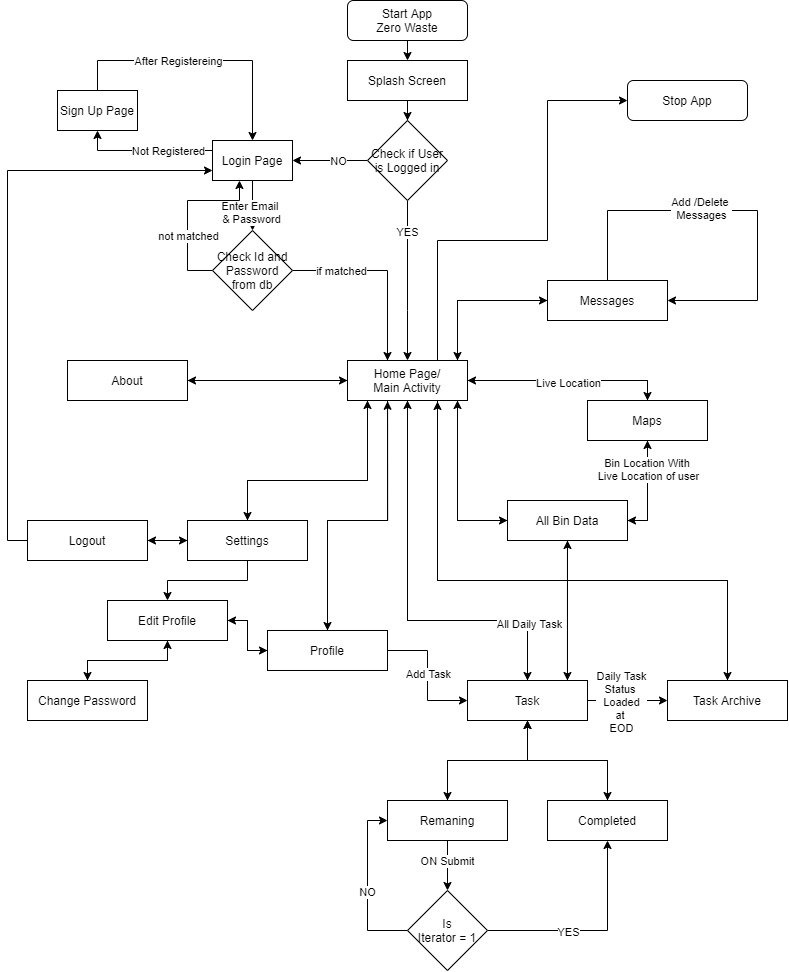 Start App
Zero Waste
Splash Screen
After Registereing
Sign Up Page
Stop App
Not Registered
Login Page
NO
Check if User
is Logged in
Enter Email
& Password
Add /Delete
Messages
not matched
YES
Check Id and
Password
from db
if matched
Messages
About
Home Page/
Main Activity
Live Location
Maps
Bin Location With
Live Location of user
All Bin Data
Logout
Settings
Edit Profile
All Daily Task
Profile
Add Task
Change Password
Task
Daily Task
Status
Loaded
at
EOD
Task Archive
Remaning
Completed
ON Submit
NO
Is
Iterator = 1
YES